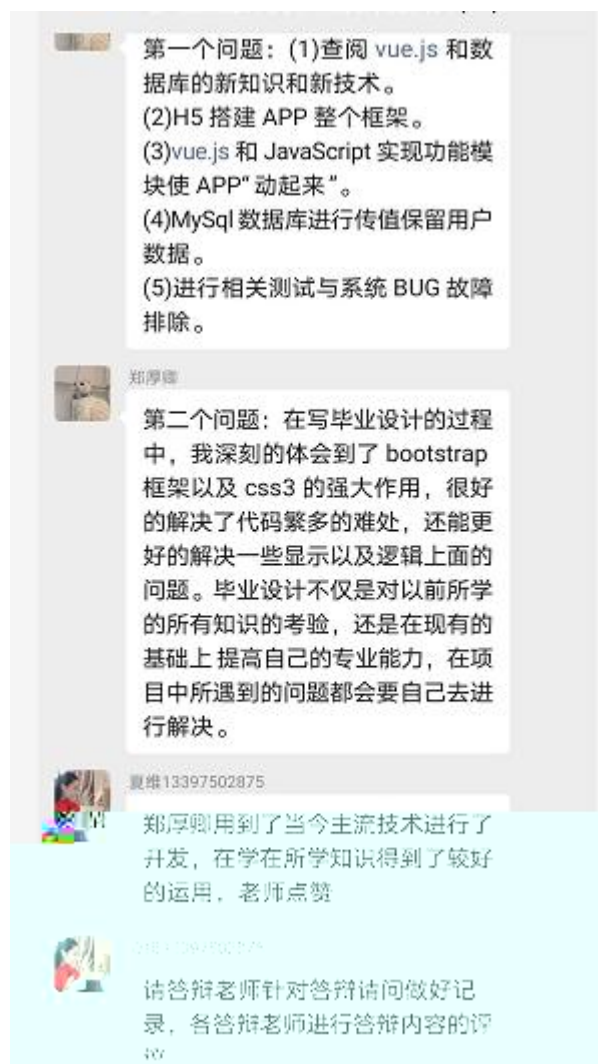 第一个问题：(1)查阅 vue.js 和数
据库的新知识和新技术。
(2)H5 搭建 APP 整个框架。
(3)vue.js 和 JavaScript 实现功能模
块使 APP“动起来”。
(4)MySql 数据库进行传值保留用户
数据。
(5)进行相关测试与系统 BUG 故障
排除。
郑厚卿
第二个问题：在写毕业设计的过程
中，我深刻的体会到了 bootstrap
框架以及 css3 的强大作用，很好
的解决了代码繁多的难处，还能更
好的解决一些显示以及逻辑上面的
问题。毕业设计不仅是对以前所学
的所有知识的考验，还是在现有的
基础上提高自己的专业能力，在项
目中所遇到的问题都会要自己去进
行解决。
夏维13397502875
郑厚卿用到了当今主流技术进行了
开发，在学在所学知识得到了较好
的运用，老师点赞
请答辩老师针对答辩请问做好记
录，各答辩老师进行答辩内容的评